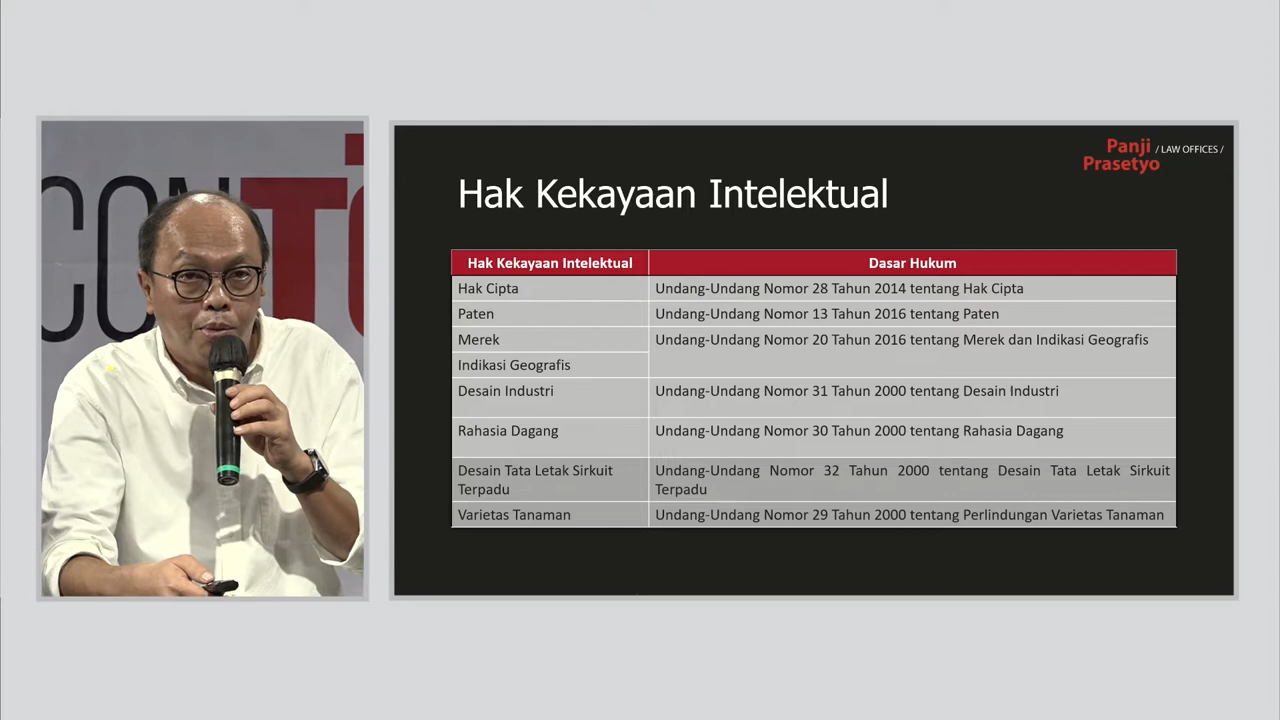 CON
Panji / LAW OFFICES /
Prasetyo
Hak Kekayaan Intelektual
Hak Kekayaan Intelektual Dasar Hukum
Hak Cipta Undang-Undang Nomor 28 Tahun 2014 tentang Hak Cipta
Paten Undang-Undang Nomor 13 Tahun 2016 tentang Paten
Merek Undang-Undang Nomor 20 Tahun 2016 tentang Merek dan Indikasi Geografis
Indikasi Geografis
Desain Industri Undang-Undang Nomor 31 Tahun 2000 tentang Desain Industri
Rahasia Dagang Undang-Undang Nomor 30 Tahun 2000 tentang Rahasia Dagang
Desain Tata Letak Sirkuit Undang-Undang Nomor 32 Tahun 2000 tentang Desain Tata Letak Sirkuit
Terpadu Terpadu
Varietas Tanaman Undang-Undang Nomor 29 Tahun 2000 tentang Perlindungan Varietas Tanaman